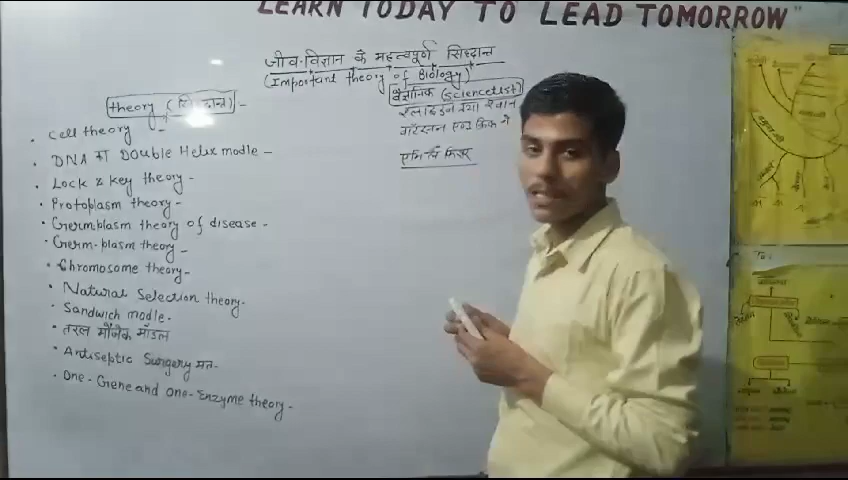 "LEARN TODAY TO LEAD TOMORROW"
जीव-विज्ञान के महत्वपूर्ण सिद्दान्त
(Important theory of Biology)
theory (सिद्दान्त) -
वैज्ञानिक (sciencetist)
Cell theory -
श्लाइडेन तथा श्वान
DNA का Double Helix modle -
वॉटसन एवं क्रिक ने
Lock & key theory -
एमिल फिशर
Protoplasm theory -
Germplasm theory of disease -
Germ-plasm theory -
Chromosome theory -
Natural Selection theory.
Sandwich modle.
तरल मौजेक मॉडल
Antiseptic Surgery मत-
One-Gene and One-Enzyme theory -